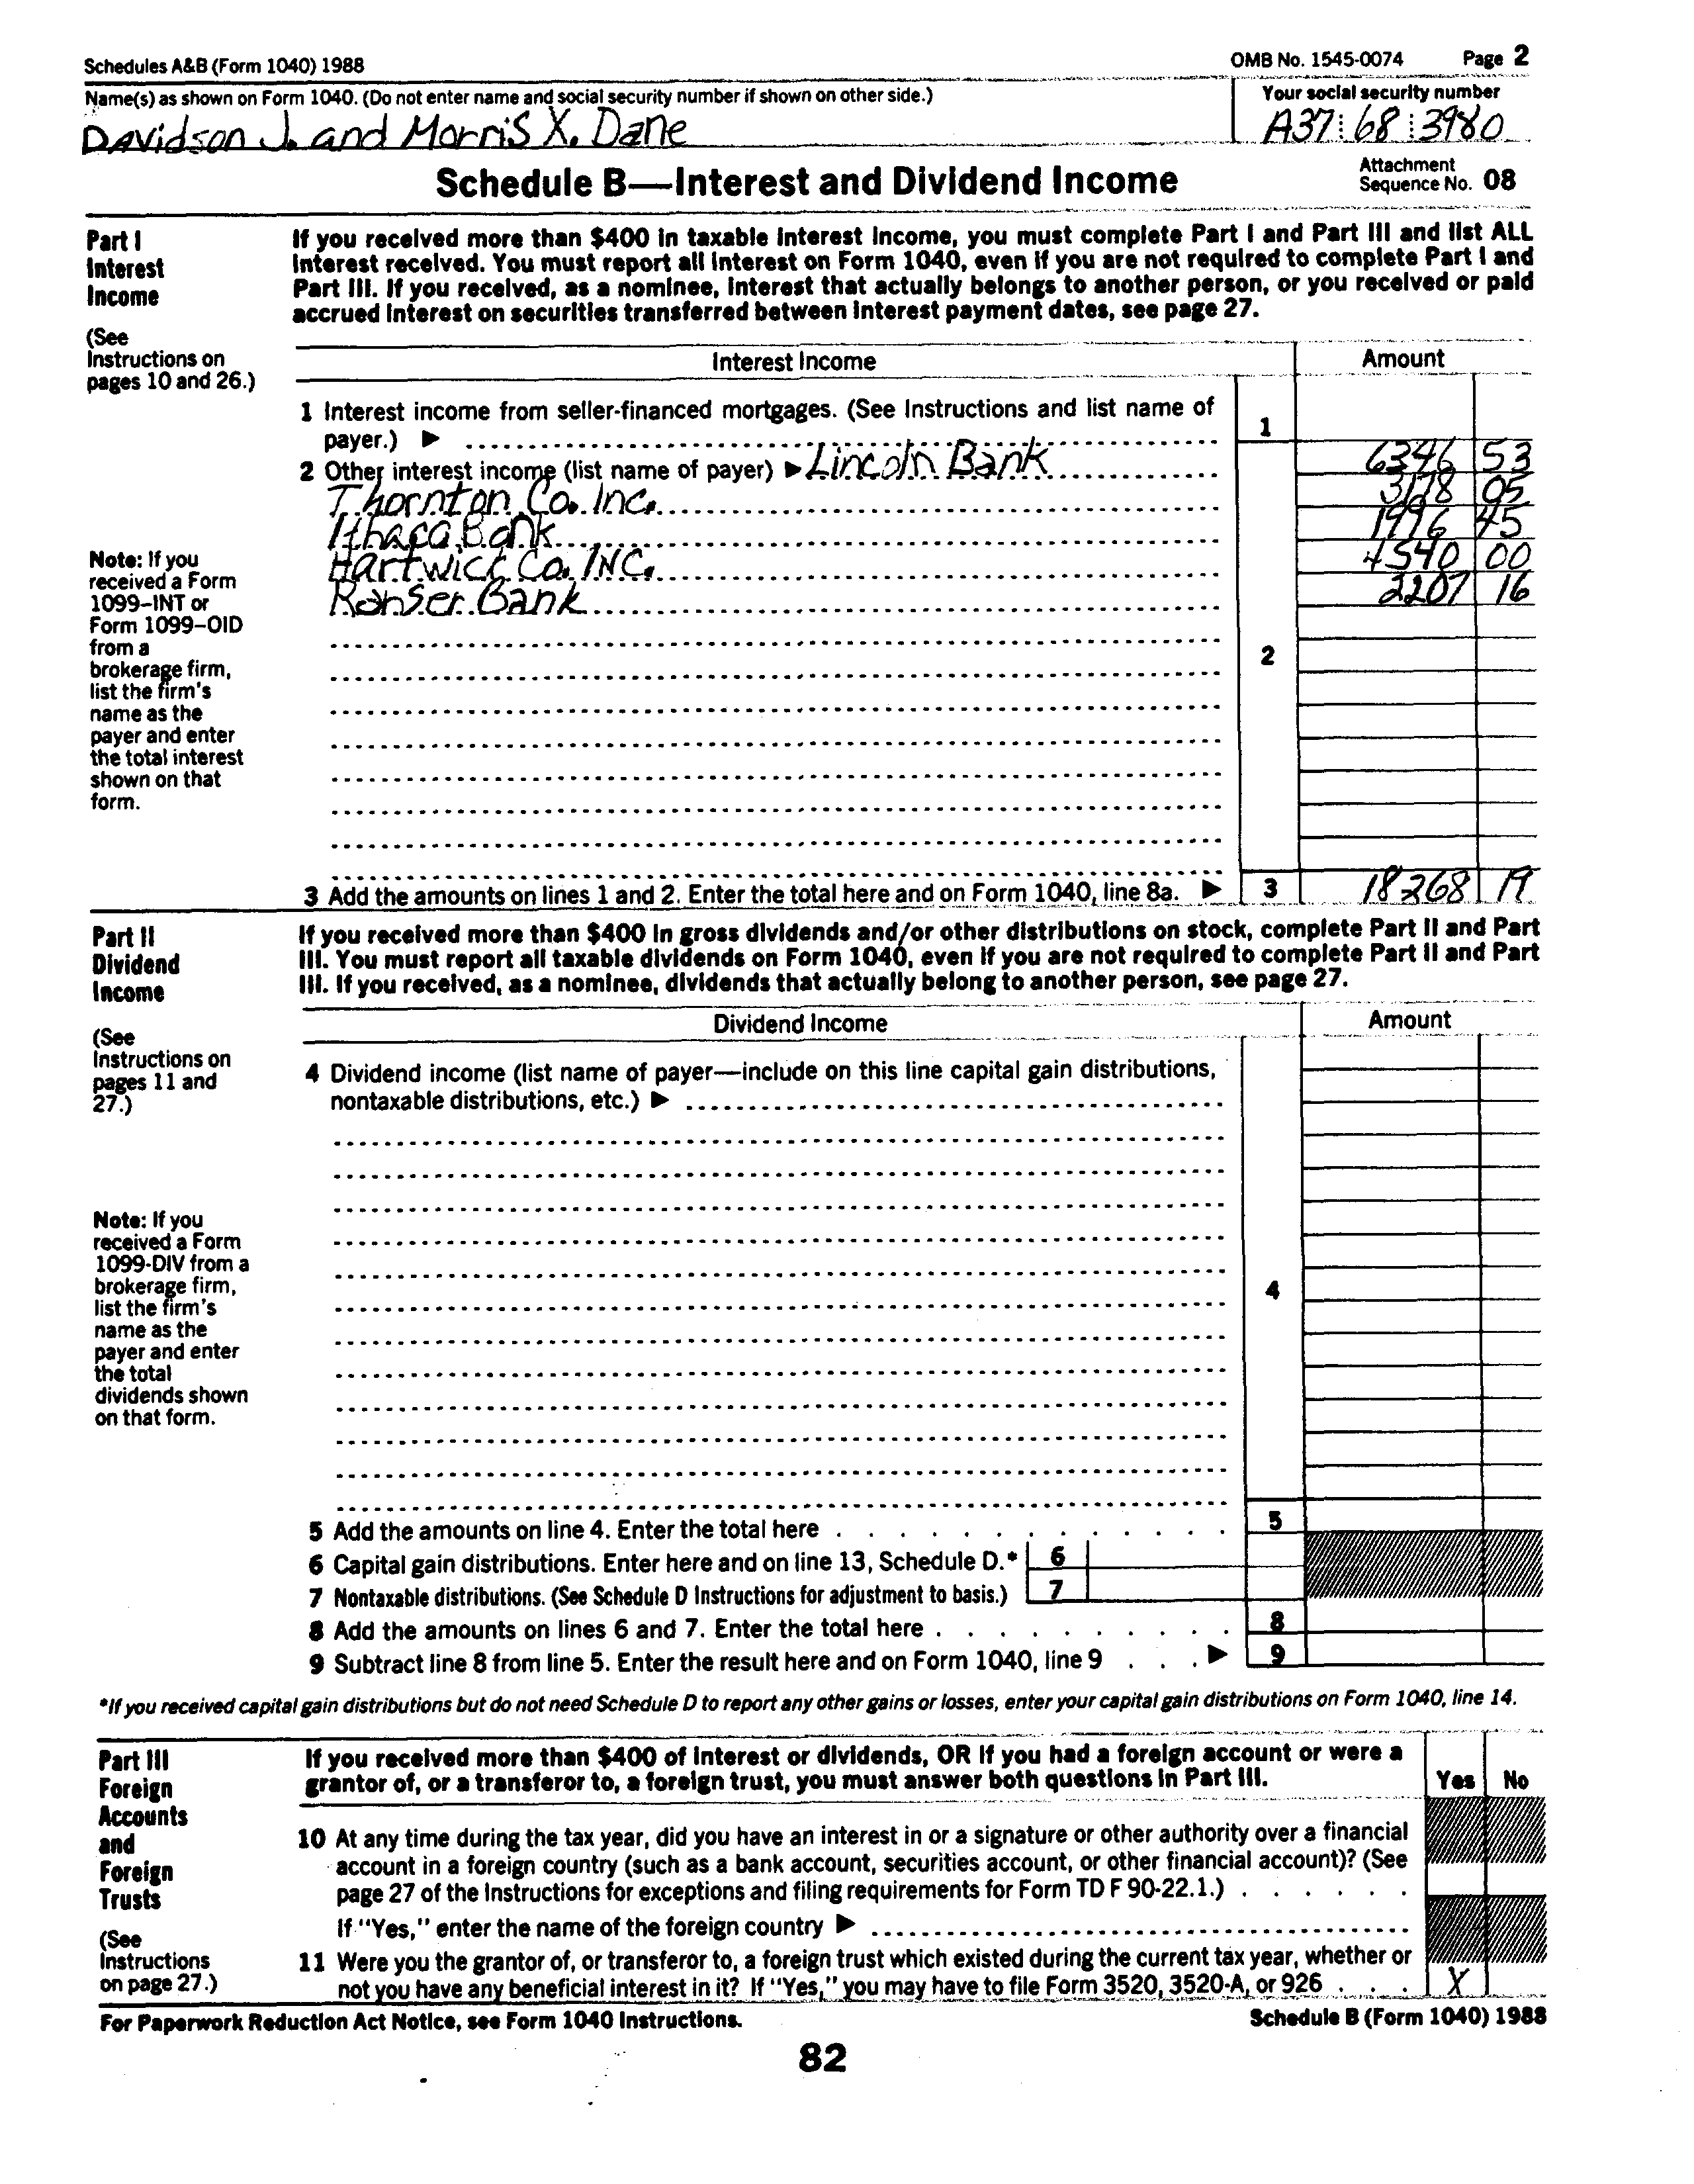 Schedules A&B (Form 1040) 1988
OMB No. 1545-0074 Page 2
Name(s) as shown on Form 1040. (Do not enter name and social security number if shown on other side.)
Your social security number
Davidson J. and Morris X. Dane
A37 68 3980
Schedule B—Interest and Dividend Income
Attachment
Sequence No. 08
Part I
Interest
Income
(See
Instructions on
pages 10 and 26.)
If you received more than $400 in taxable interest income, you must complete Part I and Part III and list ALL
interest received. You must report all interest on Form 1040, even if you are not required to complete Part I and
Part III. If you received, as a nominee, interest that actually belongs to another person, or you received or paid
accrued interest on securities transferred between interest payment dates, see page 27.
Interest Income Amount
1 Interest income from seller-financed mortgages. (See Instructions and list name of
payer.) ▶ 1
2 Other interest income (list name of payer) ▶ Lincoln Bank 6346 53
Thornton Co. Inc. 3178 05
Ithaca Bank 1996 45
Hartwick Co. INC. 4540 00
Ronser Bank 2207 16
2
Note: If you
received a Form
1099–INT or
Form 1099–OID
from a
brokerage firm,
list the firm's
name as the
payer and enter
the total interest
shown on that
form.
3 Add the amounts on lines 1 and 2. Enter the total here and on Form 1040, line 8a. ▶ 3 18268 19
Part II
Dividend
Income
(See
Instructions on
pages 11 and
27.)
If you received more than $400 in gross dividends and/or other distributions on stock, complete Part II and Part
III. You must report all taxable dividends on Form 1040, even if you are not required to complete Part II and Part
III. If you received, as a nominee, dividends that actually belong to another person, see page 27.
Dividend Income Amount
4 Dividend income (list name of payer—include on this line capital gain distributions,
nontaxable distributions, etc.) ▶
4
Note: If you
received a Form
1099-DIV from a
brokerage firm,
list the firm's
name as the
payer and enter
the total
dividends shown
on that form.
5 Add the amounts on line 4. Enter the total here . . . . . . . . . . . . . 5
6 Capital gain distributions. Enter here and on line 13, Schedule D.* 6
7 Nontaxable distributions. (See Schedule D Instructions for adjustment to basis.) 7
8 Add the amounts on lines 6 and 7. Enter the total here . . . . . . . . . . 8
9 Subtract line 8 from line 5. Enter the result here and on Form 1040, line 9 . . . ▶ 9
*If you received capital gain distributions but do not need Schedule D to report any other gains or losses, enter your capital gain distributions on Form 1040, line 14.
Part III
Foreign
Accounts
and
Foreign
Trusts
(See
Instructions
on page 27.)
If you received more than $400 of interest or dividends, OR if you had a foreign account or were a
grantor of, or a transferor to, a foreign trust, you must answer both questions in Part III.
Yes No
10 At any time during the tax year, did you have an interest in or a signature or other authority over a financial
account in a foreign country (such as a bank account, securities account, or other financial account)? (See
page 27 of the Instructions for exceptions and filing requirements for Form TD F 90-22.1.) . . . . . .
If "Yes," enter the name of the foreign country ▶
11 Were you the grantor of, or transferor to, a foreign trust which existed during the current tax year, whether or
not you have any beneficial interest in it? If "Yes," you may have to file Form 3520, 3520-A, or 926 . . . X
For Paperwork Reduction Act Notice, see Form 1040 Instructions.
Schedule B (Form 1040) 1988
82